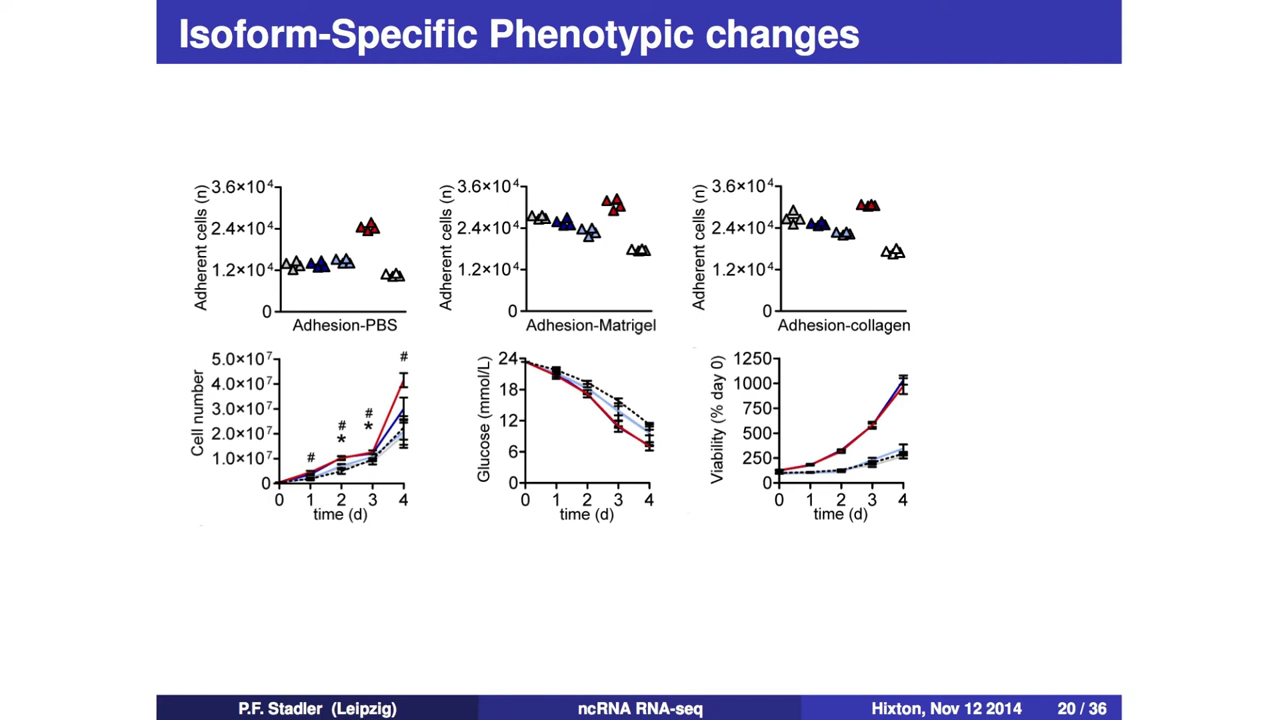 Isoform-Specific Phenotypic changes
Adherent cells (n)
3.6×10⁴
2.4×10⁴
1.2×10⁴
0
Adhesion-PBS
Adherent cells (n)
3.6×10⁴
2.4×10⁴
1.2×10⁴
0
Adhesion-Matrigel
Adherent cells (n)
3.6×10⁴
2.4×10⁴
1.2×10⁴
0
Adhesion-collagen
Cell number
5.0×10⁷
4.0×10⁷
3.0×10⁷
2.0×10⁷
1.0×10⁷
0
#
#
*
#
*
#
0 1 2 3 4
time (d)
Glucose (mmol/L)
24
18
12
6
0
0 1 2 3 4
time (d)
Viability (% day 0)
1250
1000
750
500
250
0
0 1 2 3 4
time (d)
P.F. Stadler (Leipzig) ncRNA RNA-seq Hixton, Nov 12 2014 20 / 36